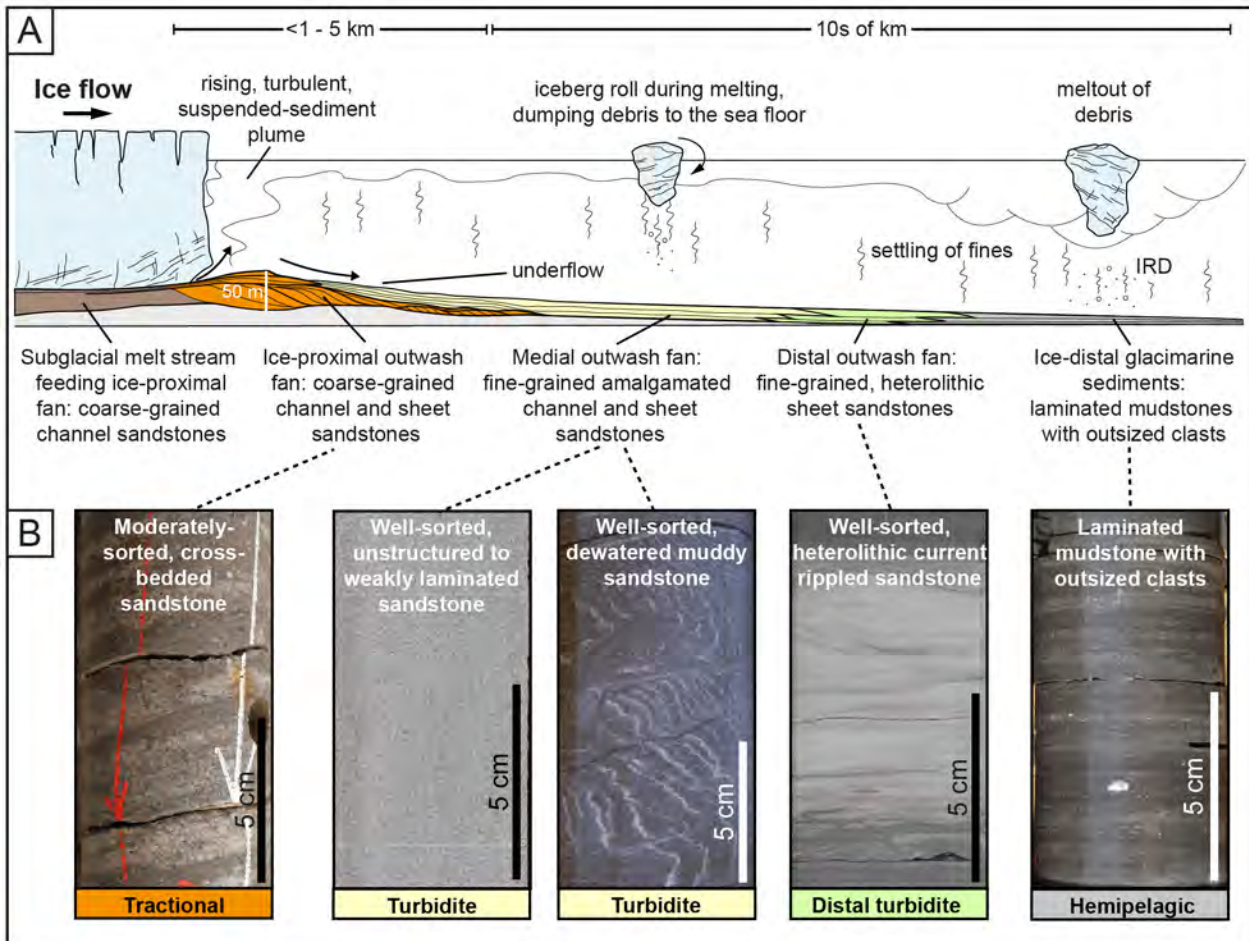 A
<1 - 5 km
10s of km
Ice flow
rising, turbulent,
suspended-sediment
plume
iceberg roll during melting,
dumping debris to the sea floor
meltout of
debris
settling of fines
IRD
underflow
50 m
Subglacial melt stream
feeding ice-proximal
fan: coarse-grained
channel sandstones
Ice-proximal outwash
fan: coarse-grained
channel and sheet
sandstones
Medial outwash fan:
fine-grained amalgamated
channel and sheet
sandstones
Distal outwash fan:
fine-grained, heterolithic
sheet sandstones
Ice-distal glacimarine
sediments:
laminated mudstones
with outsized clasts
B
Moderately-
sorted, cross-
bedded
sandstone
5 cm
Tractional
Well-sorted,
unstructured to
weakly laminated
sandstone
5 cm
Turbidite
Well-sorted,
dewatered muddy
sandstone
5 cm
Turbidite
Well-sorted,
heterolithic current
rippled sandstone
5 cm
Distal turbidite
Laminated
mudstone with
outsized clasts
5 cm
Hemipelagic